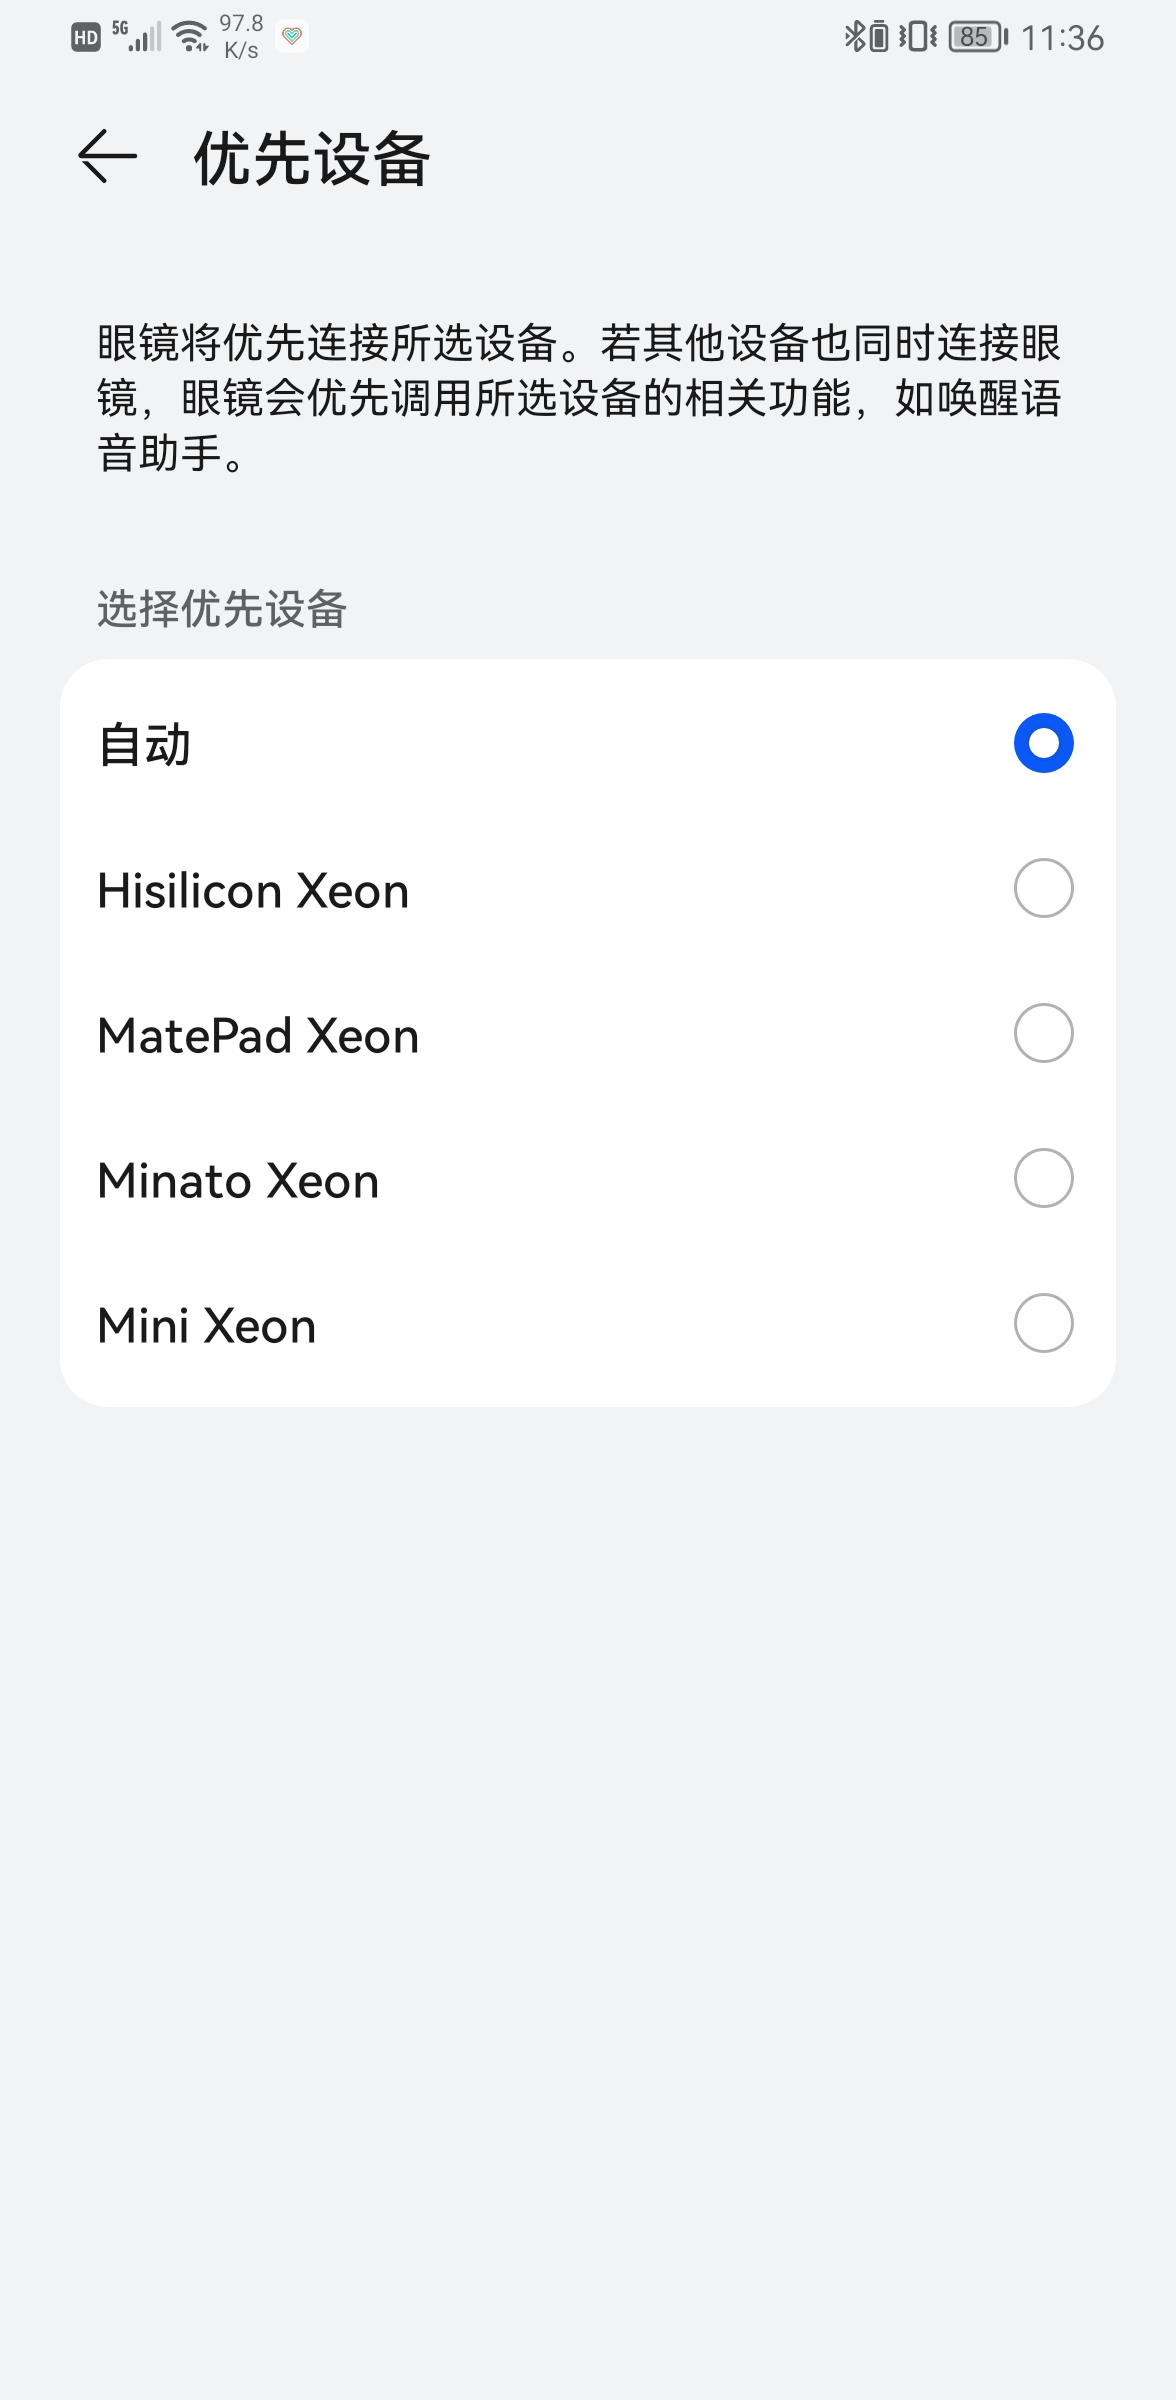 HD 5G 97.8 K/s 85 11:36
优先设备
眼镜将优先连接所选设备。若其他设备也同时连接眼
镜，眼镜会优先调用所选设备的相关功能，如唤醒语
音助手。
选择优先设备
自动
Hisilicon Xeon
MatePad Xeon
Minato Xeon
Mini Xeon